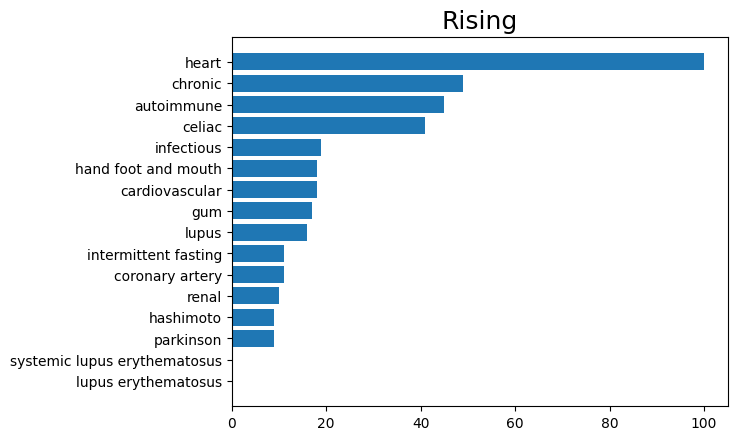 Rising
heart
chronic
autoimmune
celiac
infectious
hand foot and mouth
cardiovascular
gum
lupus
intermittent fasting
coronary artery
renal
hashimoto
parkinson
systemic lupus erythematosus
lupus erythematosus
0 20 40 60 80 100